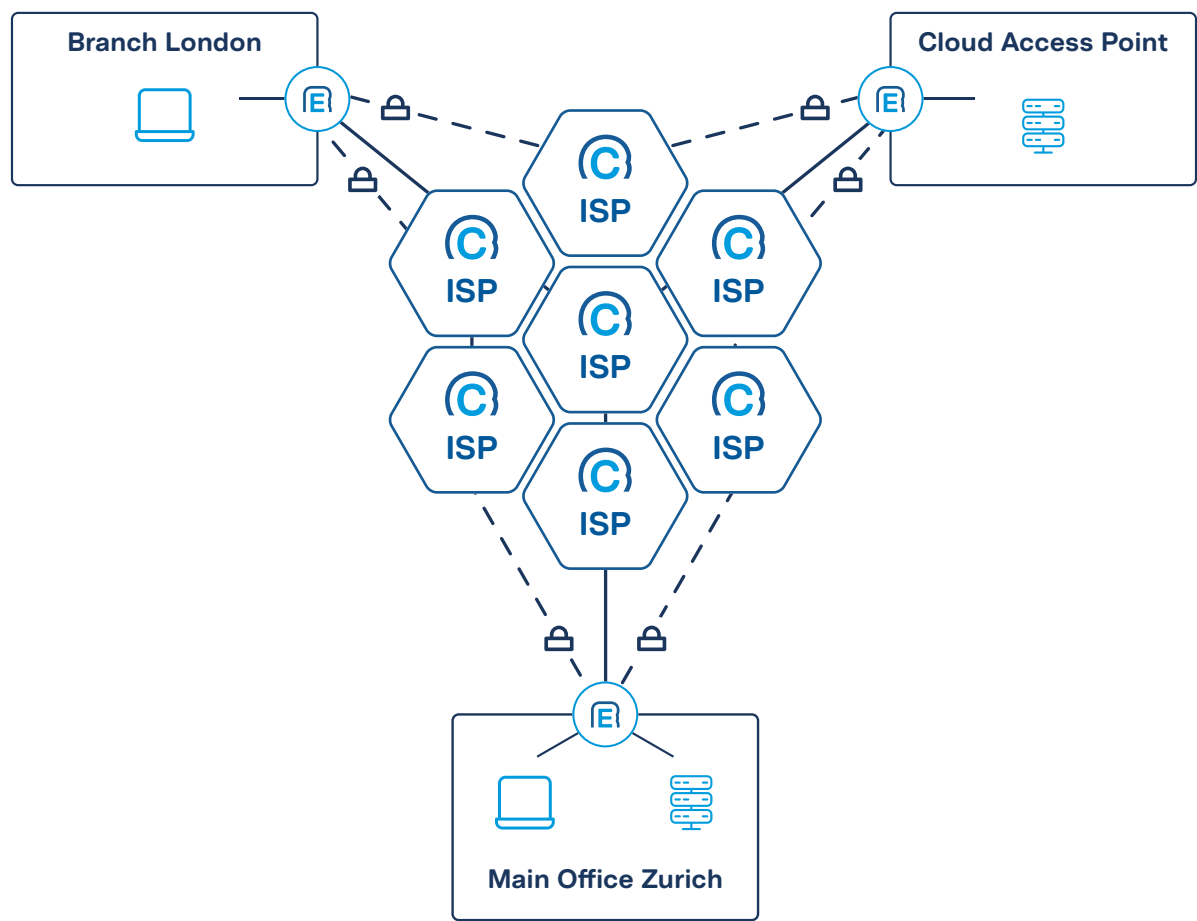 Branch London
Cloud Access Point
E
E
C
ISP
C
ISP
C
ISP
C
ISP
C
ISP
C
ISP
C
ISP
E
Main Office Zurich